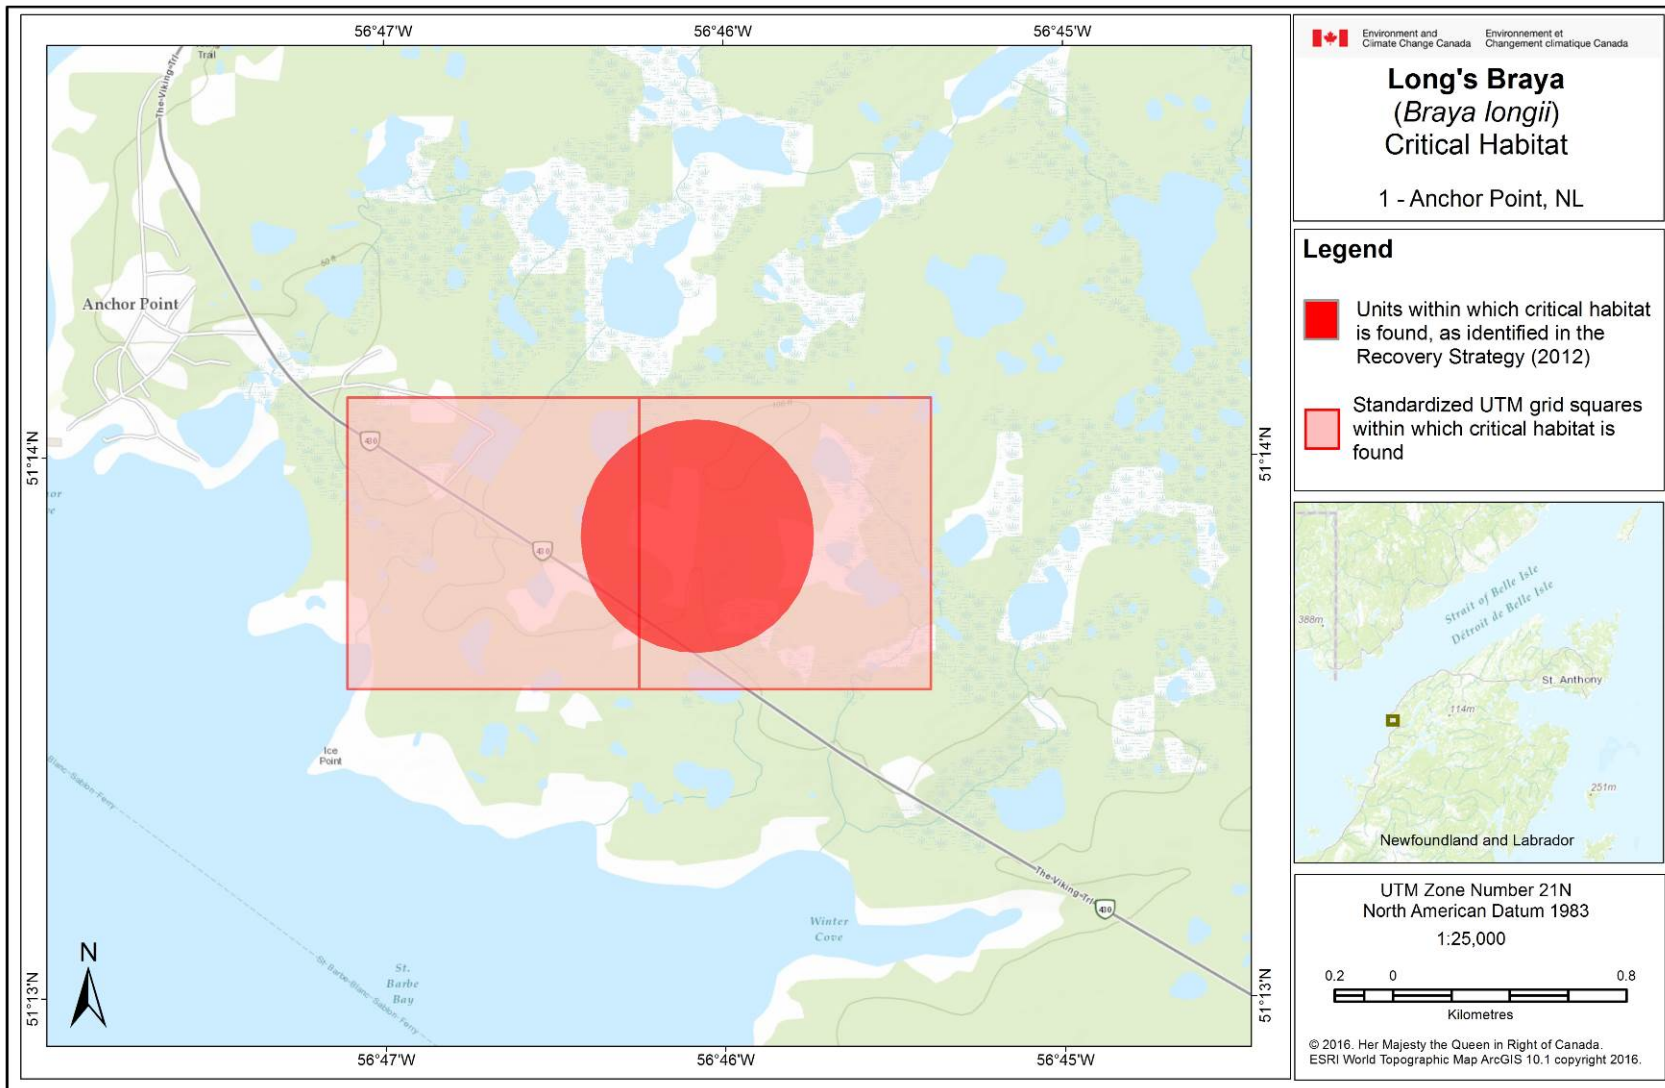 56°47'W
56°46'W
56°45'W
Trail
The-Viking-Trl
50 ft
Anchor Point
100 ft
430
430
51°14'N
51°14'N
Ice
Point
Blanc-Sablon-Ferry
St.-Barbe-Blanc-Sablon-Ferry
The-Viking-Trl
430
Winter
Cove
St.
Barbe
Bay
N
51°13'N
51°13'N
56°47'W
56°46'W
56°45'W
Environment and
Climate Change Canada
Environnement et
Changement climatique Canada
Long's Braya
(Braya longii)
Critical Habitat
1 - Anchor Point, NL
Legend
Units within which critical habitat
is found, as identified in the
Recovery Strategy (2012)
Standardized UTM grid squares
within which critical habitat is
found
Strait of Belle Isle
Détroit de Belle Isle
388m
St. Anthony
114m
251m
Newfoundland and Labrador
UTM Zone Number 21N
North American Datum 1983
1:25,000
0.2 0 0.8
Kilometres
© 2016. Her Majesty the Queen in Right of Canada.
ESRI World Topographic Map ArcGIS 10.1 copyright 2016.